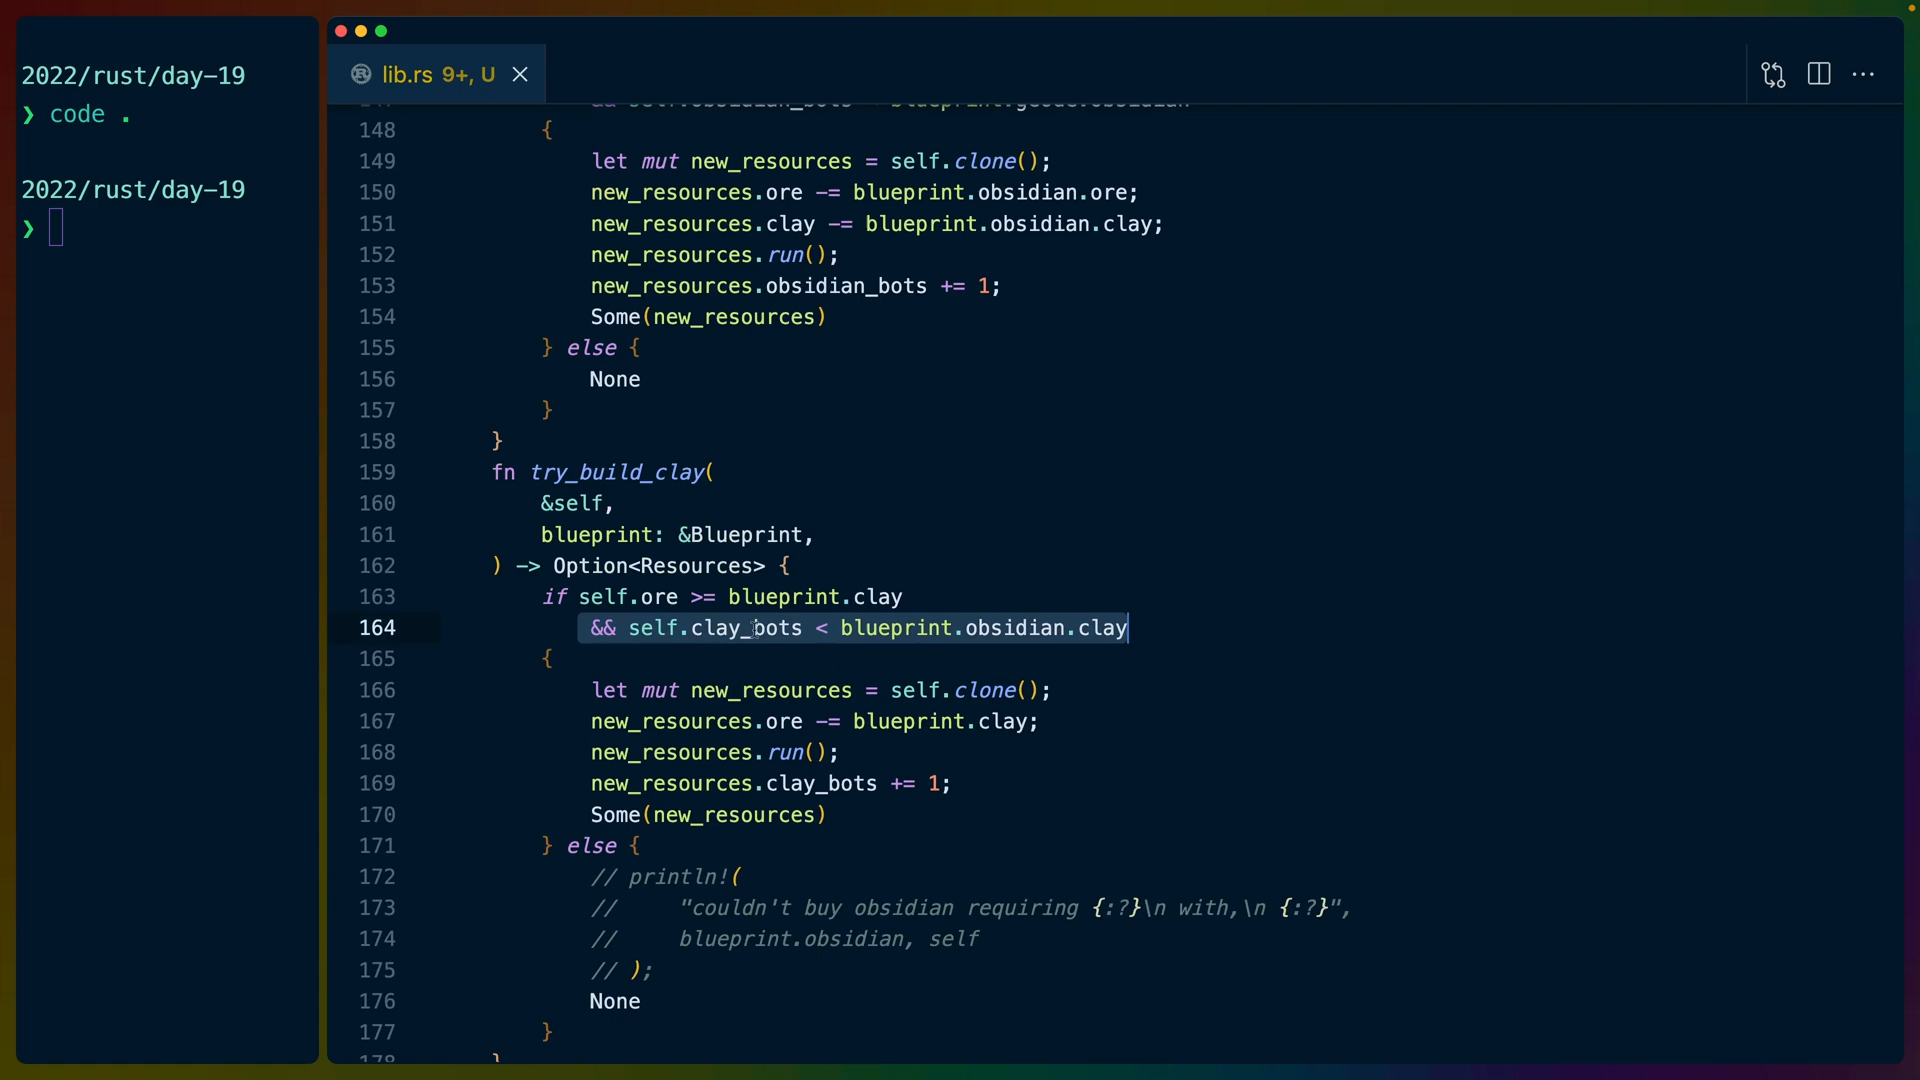 2022/rust/day-19
❯ code .
2022/rust/day-19
❯
lib.rs 9+, U
148 {
149 let mut new_resources = self.clone();
150 new_resources.ore -= blueprint.obsidian.ore;
151 new_resources.clay -= blueprint.obsidian.clay;
152 new_resources.run();
153 new_resources.obsidian_bots += 1;
154 Some(new_resources)
155 } else {
156 None
157 }
158 }
159 fn try_build_clay(
160 &self,
161 blueprint: &Blueprint,
162 ) -> Option<Resources> {
163 if self.ore >= blueprint.clay
164 && self.clay_bots < blueprint.obsidian.clay
165 {
166 let mut new_resources = self.clone();
167 new_resources.ore -= blueprint.clay;
168 new_resources.run();
169 new_resources.clay_bots += 1;
170 Some(new_resources)
171 } else {
172 // println!(
173 // "couldn't buy obsidian requiring {:?}\n with,\n {:?}",
174 // blueprint.obsidian, self
175 // );
176 None
177 }
178 }